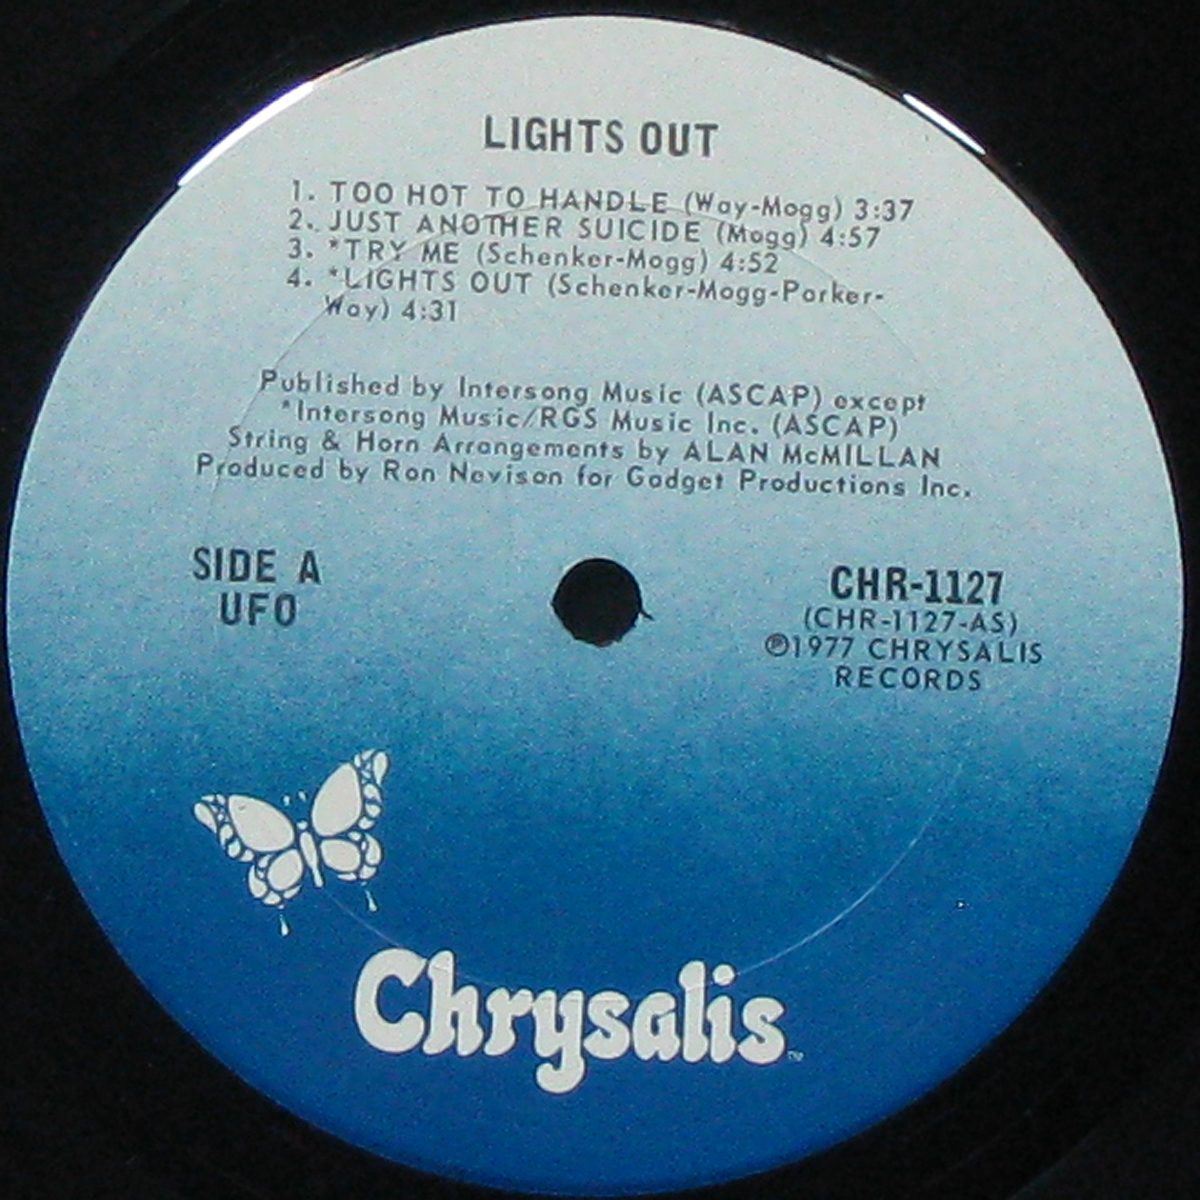 LIGHTS OUT
1. TOO HOT TO HANDLE (Way-Mogg) 3:37
2. JUST ANOTHER SUICIDE (Mogg) 4:57
3. *TRY ME (Schenker-Mogg) 4:52
4. *LIGHTS OUT (Schenker-Mogg-Parker-
Way) 4:31
Published by Intersong Music (ASCAP) except
*Intersong Music/RGS Music Inc. (ASCAP)
String & Horn Arrangements by ALAN McMILLAN
Produced by Ron Nevison for Gadget Productions Inc.
SIDE A
UFO
CHR-1127
(CHR-1127-AS)
℗1977 CHRYSALIS
RECORDS
Chrysalis™